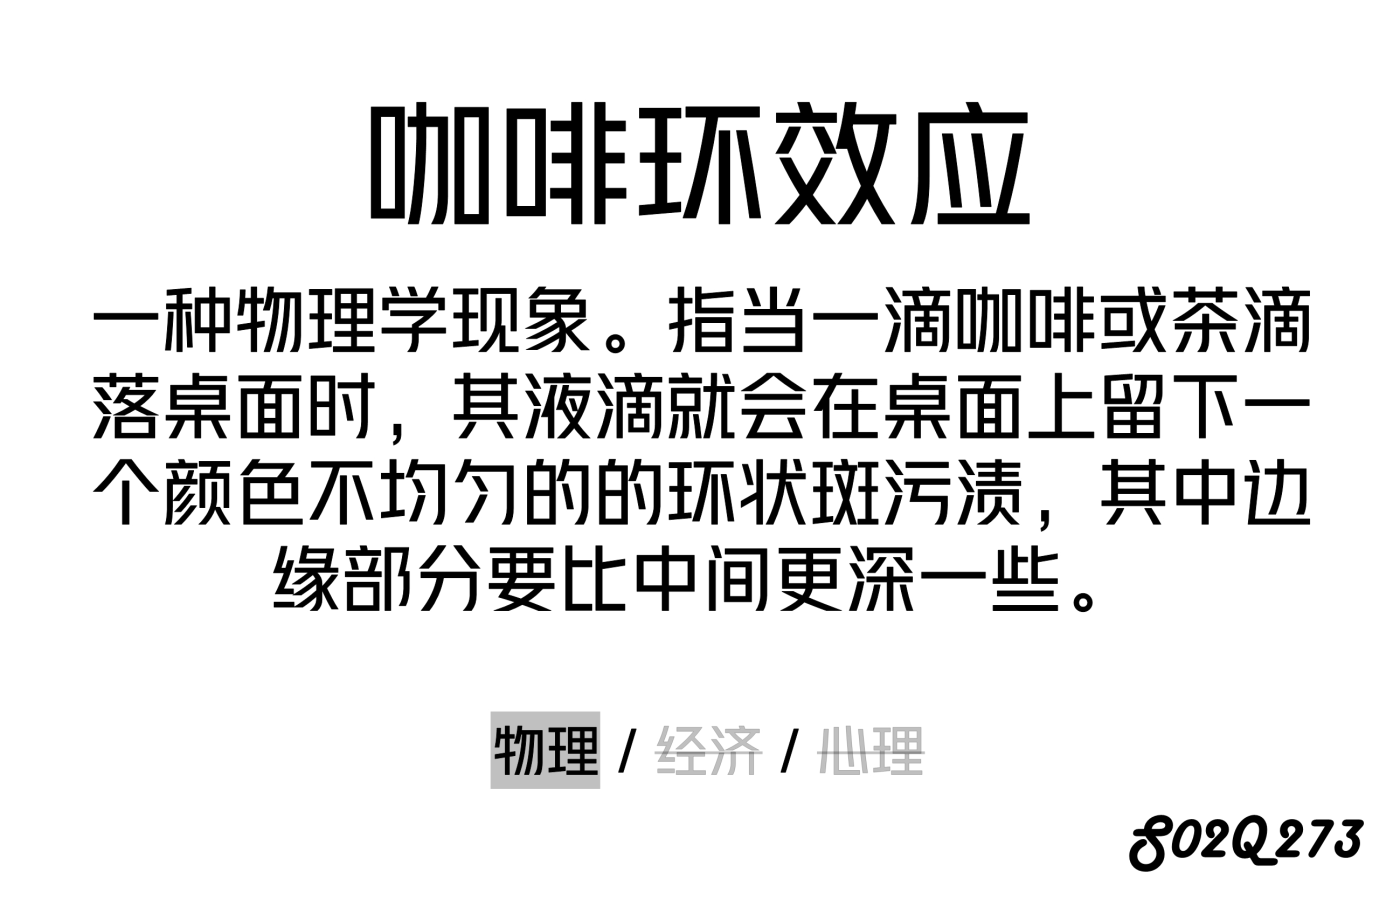 咖啡环效应
一种物理学现象。指当一滴咖啡或茶滴
落桌面时，其液滴就会在桌面上留下一
个颜色不均匀的的环状斑污渍，其中边
缘部分要比中间更深一些。
物理 / 经济 / 心理
S02Q273